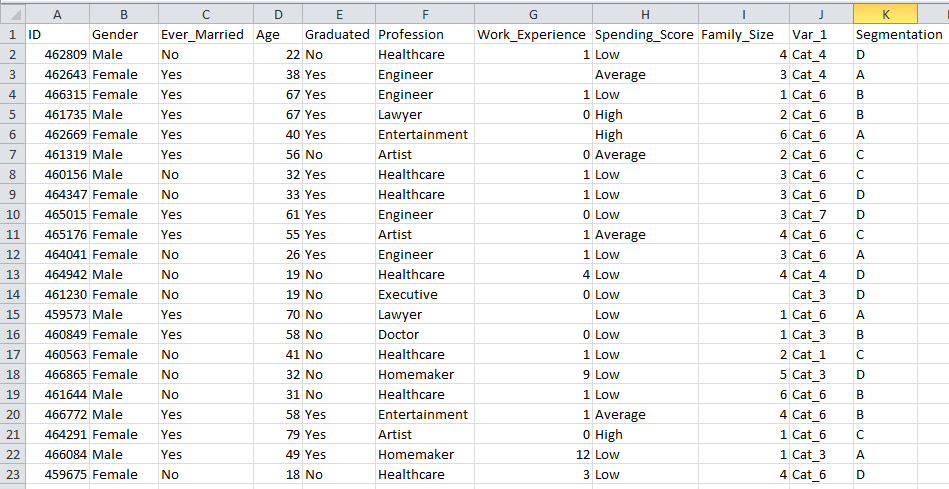 A B C D E F G H I J K
1 ID Gender Ever_Married Age Graduated Profession Work_Experience Spending_Score Family_Size Var_1 Segmentation
2 462809 Male No 22 No Healthcare 1 Low 4 Cat_4 D
3 462643 Female Yes 38 Yes Engineer Average 3 Cat_4 A
4 466315 Female Yes 67 Yes Engineer 1 Low 1 Cat_6 B
5 461735 Male Yes 67 Yes Lawyer 0 High 2 Cat_6 B
6 462669 Female Yes 40 Yes Entertainment High 6 Cat_6 A
7 461319 Male Yes 56 No Artist 0 Average 2 Cat_6 C
8 460156 Male No 32 Yes Healthcare 1 Low 3 Cat_6 C
9 464347 Female No 33 Yes Healthcare 1 Low 3 Cat_6 D
10 465015 Female Yes 61 Yes Engineer 0 Low 3 Cat_7 D
11 465176 Female Yes 55 Yes Artist 1 Average 4 Cat_6 C
12 464041 Female No 26 Yes Engineer 1 Low 3 Cat_6 A
13 464942 Male No 19 No Healthcare 4 Low 4 Cat_4 D
14 461230 Female No 19 No Executive 0 Low Cat_3 D
15 459573 Male Yes 70 No Lawyer Low 1 Cat_6 A
16 460849 Female Yes 58 No Doctor 0 Low 1 Cat_3 B
17 460563 Female No 41 No Healthcare 1 Low 2 Cat_1 C
18 466865 Female No 32 No Homemaker 9 Low 5 Cat_3 D
19 461644 Male No 31 No Healthcare 1 Low 6 Cat_6 B
20 466772 Male Yes 58 Yes Entertainment 1 Average 4 Cat_6 B
21 464291 Female Yes 79 Yes Artist 0 High 1 Cat_6 C
22 466084 Male Yes 49 Yes Homemaker 12 Low 1 Cat_3 A
23 459675 Female No 18 No Healthcare 3 Low 4 Cat_6 D